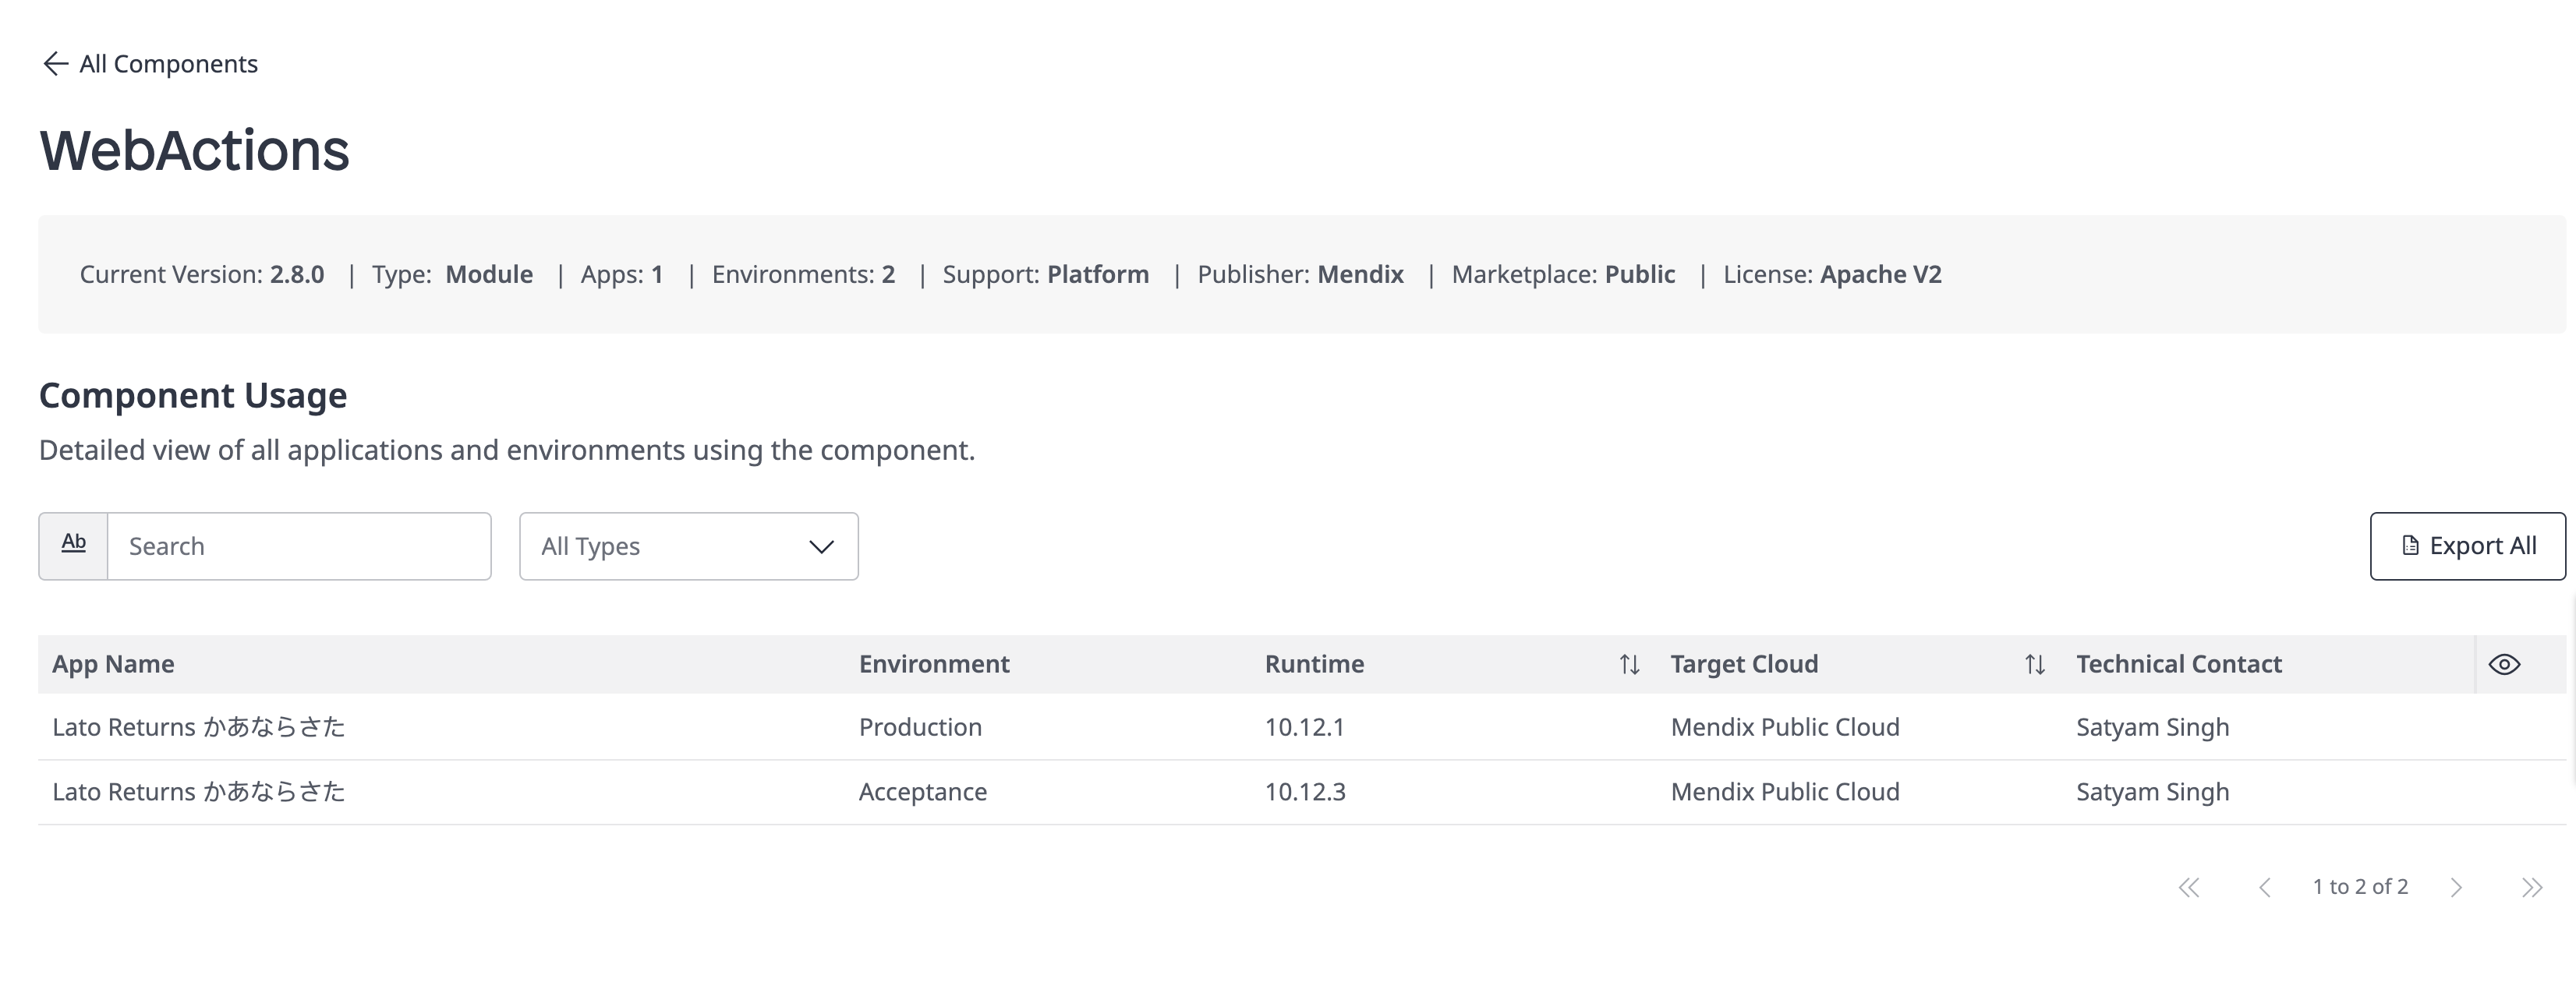 All Components
WebActions
Current Version: 2.8.0 | Type: Module | Apps: 1 | Environments: 2 | Support: Platform | Publisher: Mendix | Marketplace: Public | License: Apache V2
Component Usage
Detailed view of all applications and environments using the component.
Ab Search All Types Export All
App Name Environment Runtime Target Cloud Technical Contact
Lato Returns かあならさた Production 10.12.1 Mendix Public Cloud Satyam Singh
Lato Returns かあならさた Acceptance 10.12.3 Mendix Public Cloud Satyam Singh
1 to 2 of 2